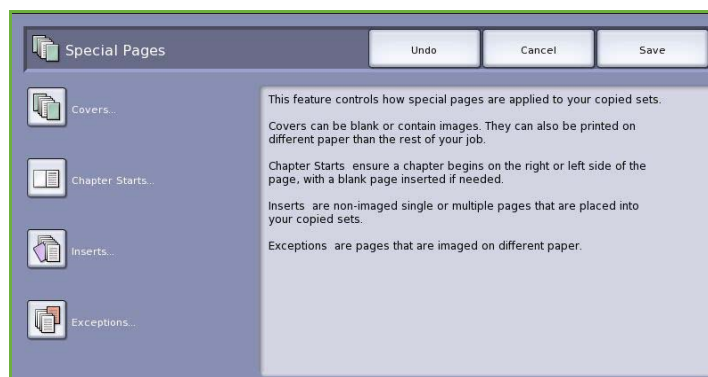 Special Pages
Undo
Cancel
Save
Covers...
Chapter Starts...
Inserts...
Exceptions...
This feature controls how special pages are applied to your copied sets.
Covers can be blank or contain images. They can also be printed on
different paper than the rest of your job.
Chapter Starts ensure a chapter begins on the right or left side of the
page, with a blank page inserted if needed.
Inserts are non-imaged single or multiple pages that are placed into
your copied sets.
Exceptions are pages that are imaged on different paper.